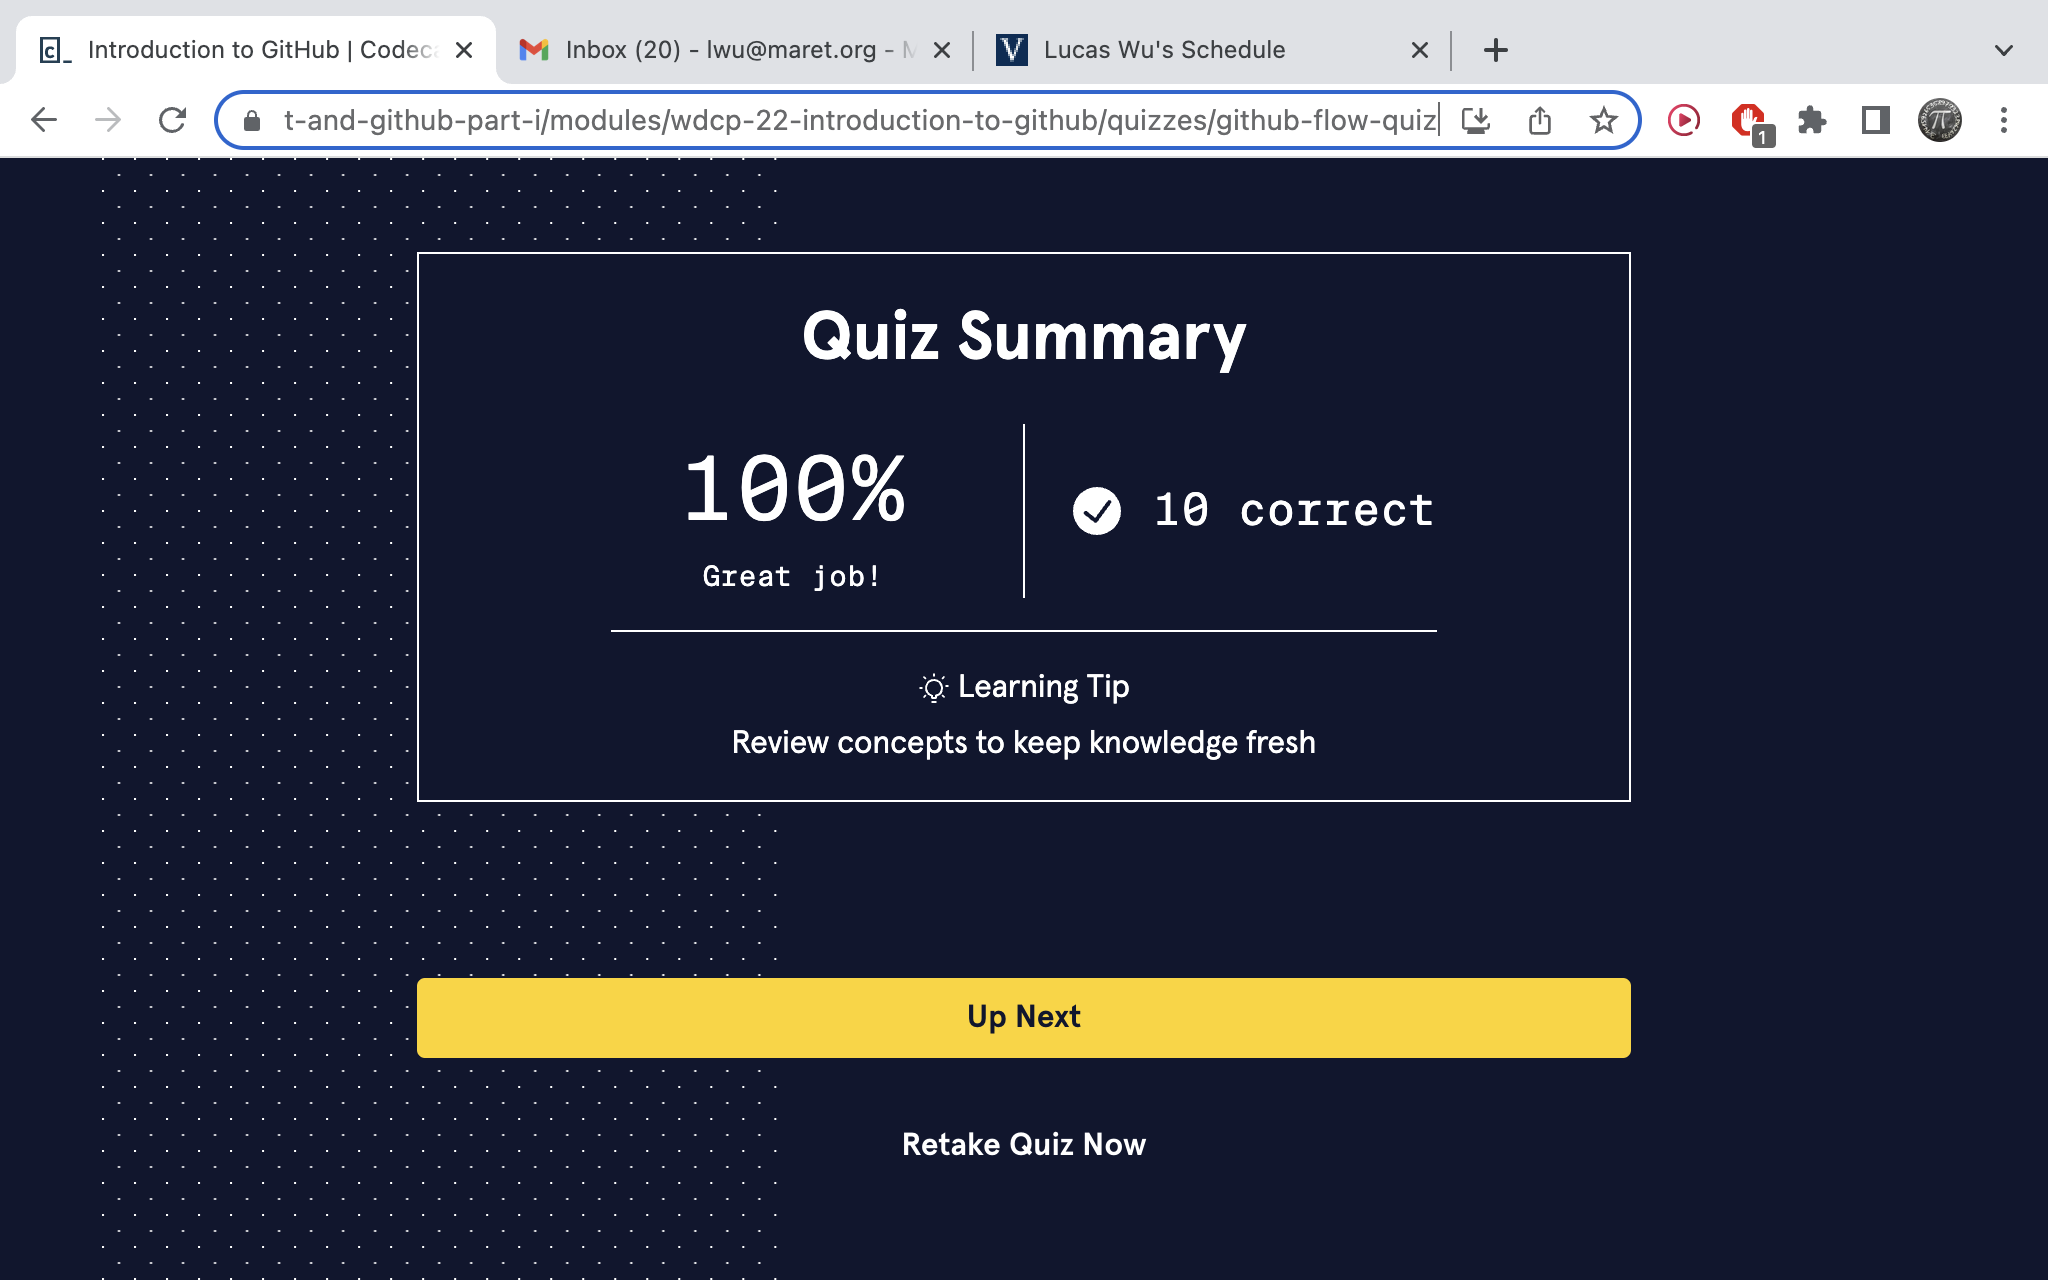 Introduction to GitHub | Codeca
Inbox (20) - lwu@maret.org - M
Lucas Wu's Schedule
t-and-github-part-i/modules/wdcp-22-introduction-to-github/quizzes/github-flow-quiz
1
Quiz Summary
100%
Great job!
10 correct
Learning Tip
Review concepts to keep knowledge fresh
Up Next
Retake Quiz Now